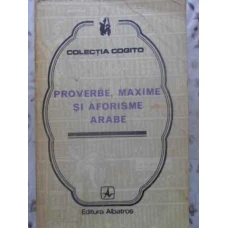 COLECȚIA COGITO
PROVERBE, MAXIME
ȘI AFORISME
ARABE
Editura Albatros